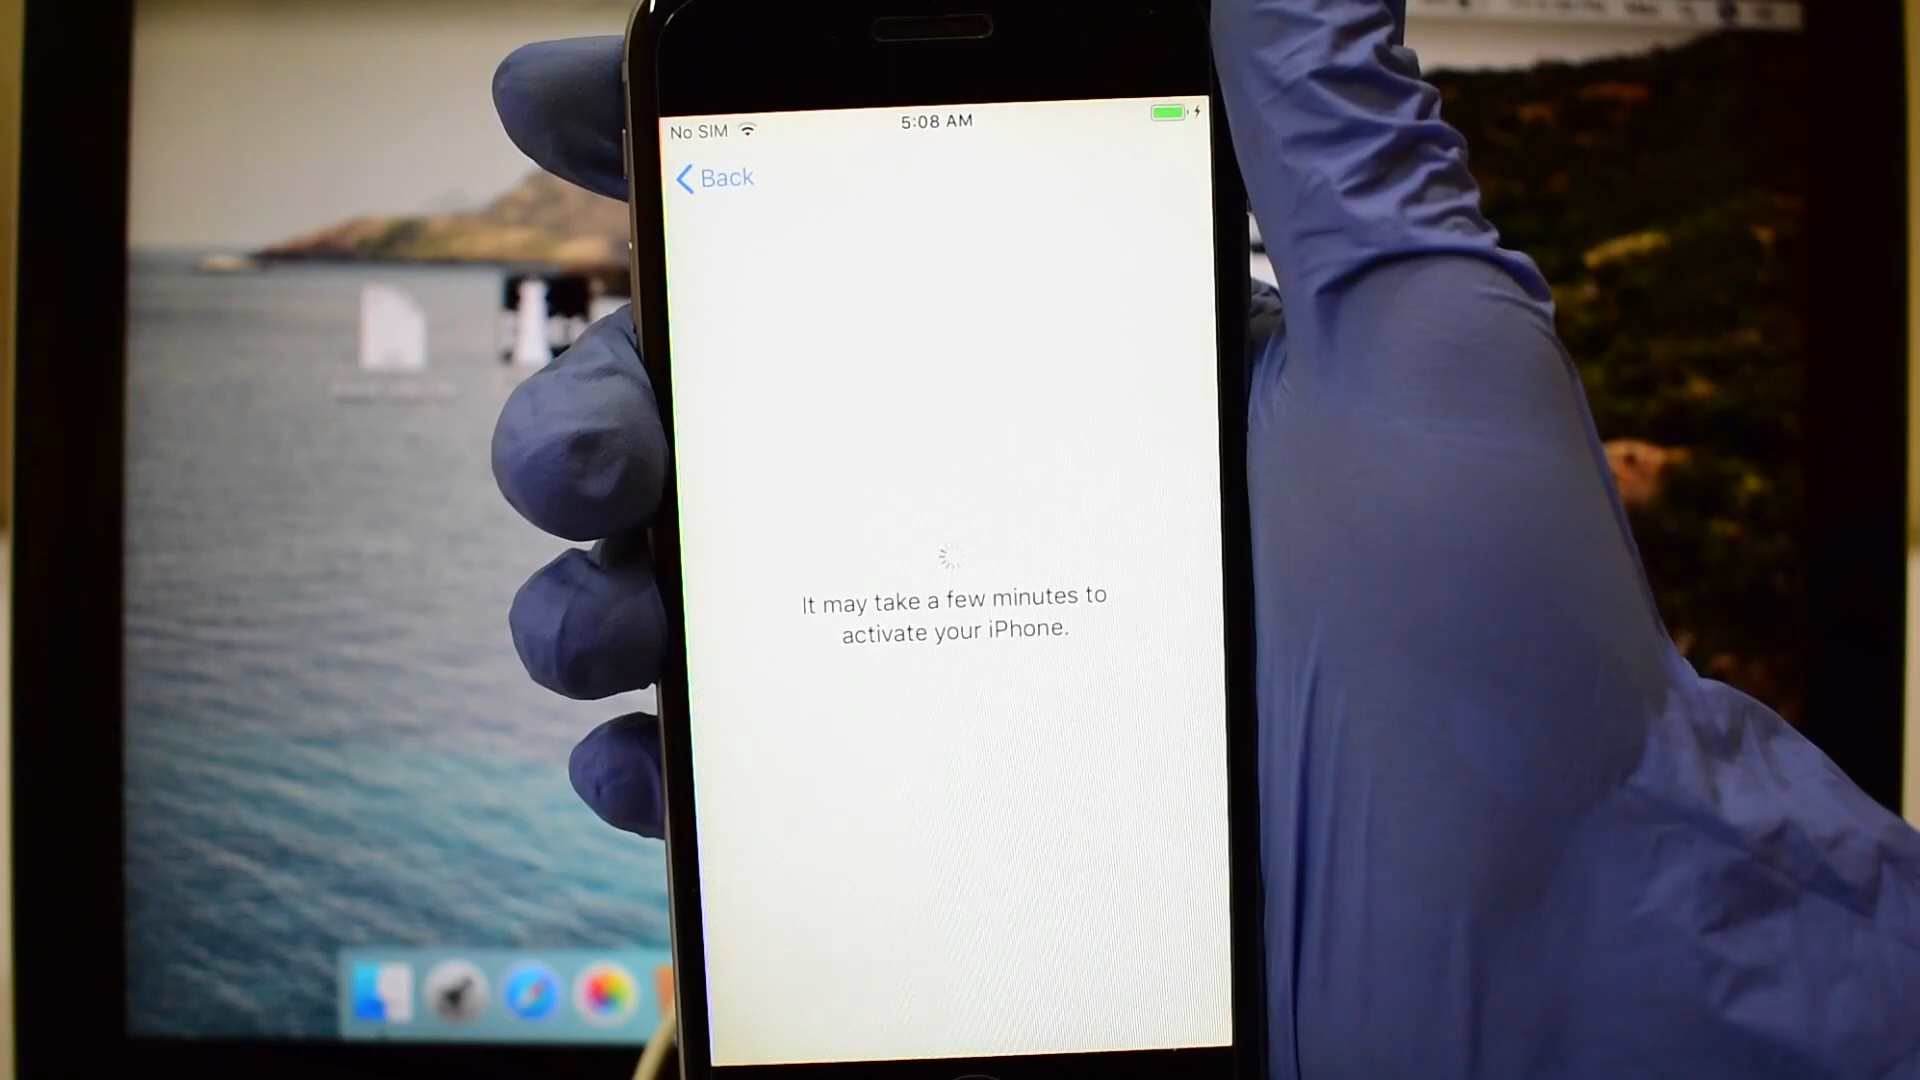 No SIM 5:08 AM
Back
It may take a few minutes to
activate your iPhone.